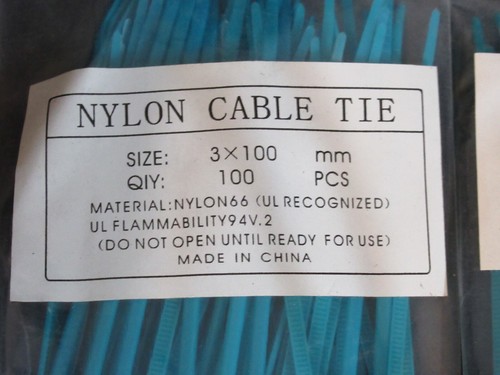 NYLON CABLE TIE
SIZE: 3×100 mm
QIY: 100 PCS
MATERIAL:NYLON66 (UL RECOGNIZED)
UL FLAMMABILITY94V.2
(DO NOT OPEN UNTIL READY FOR USE)
MADE IN CHINA